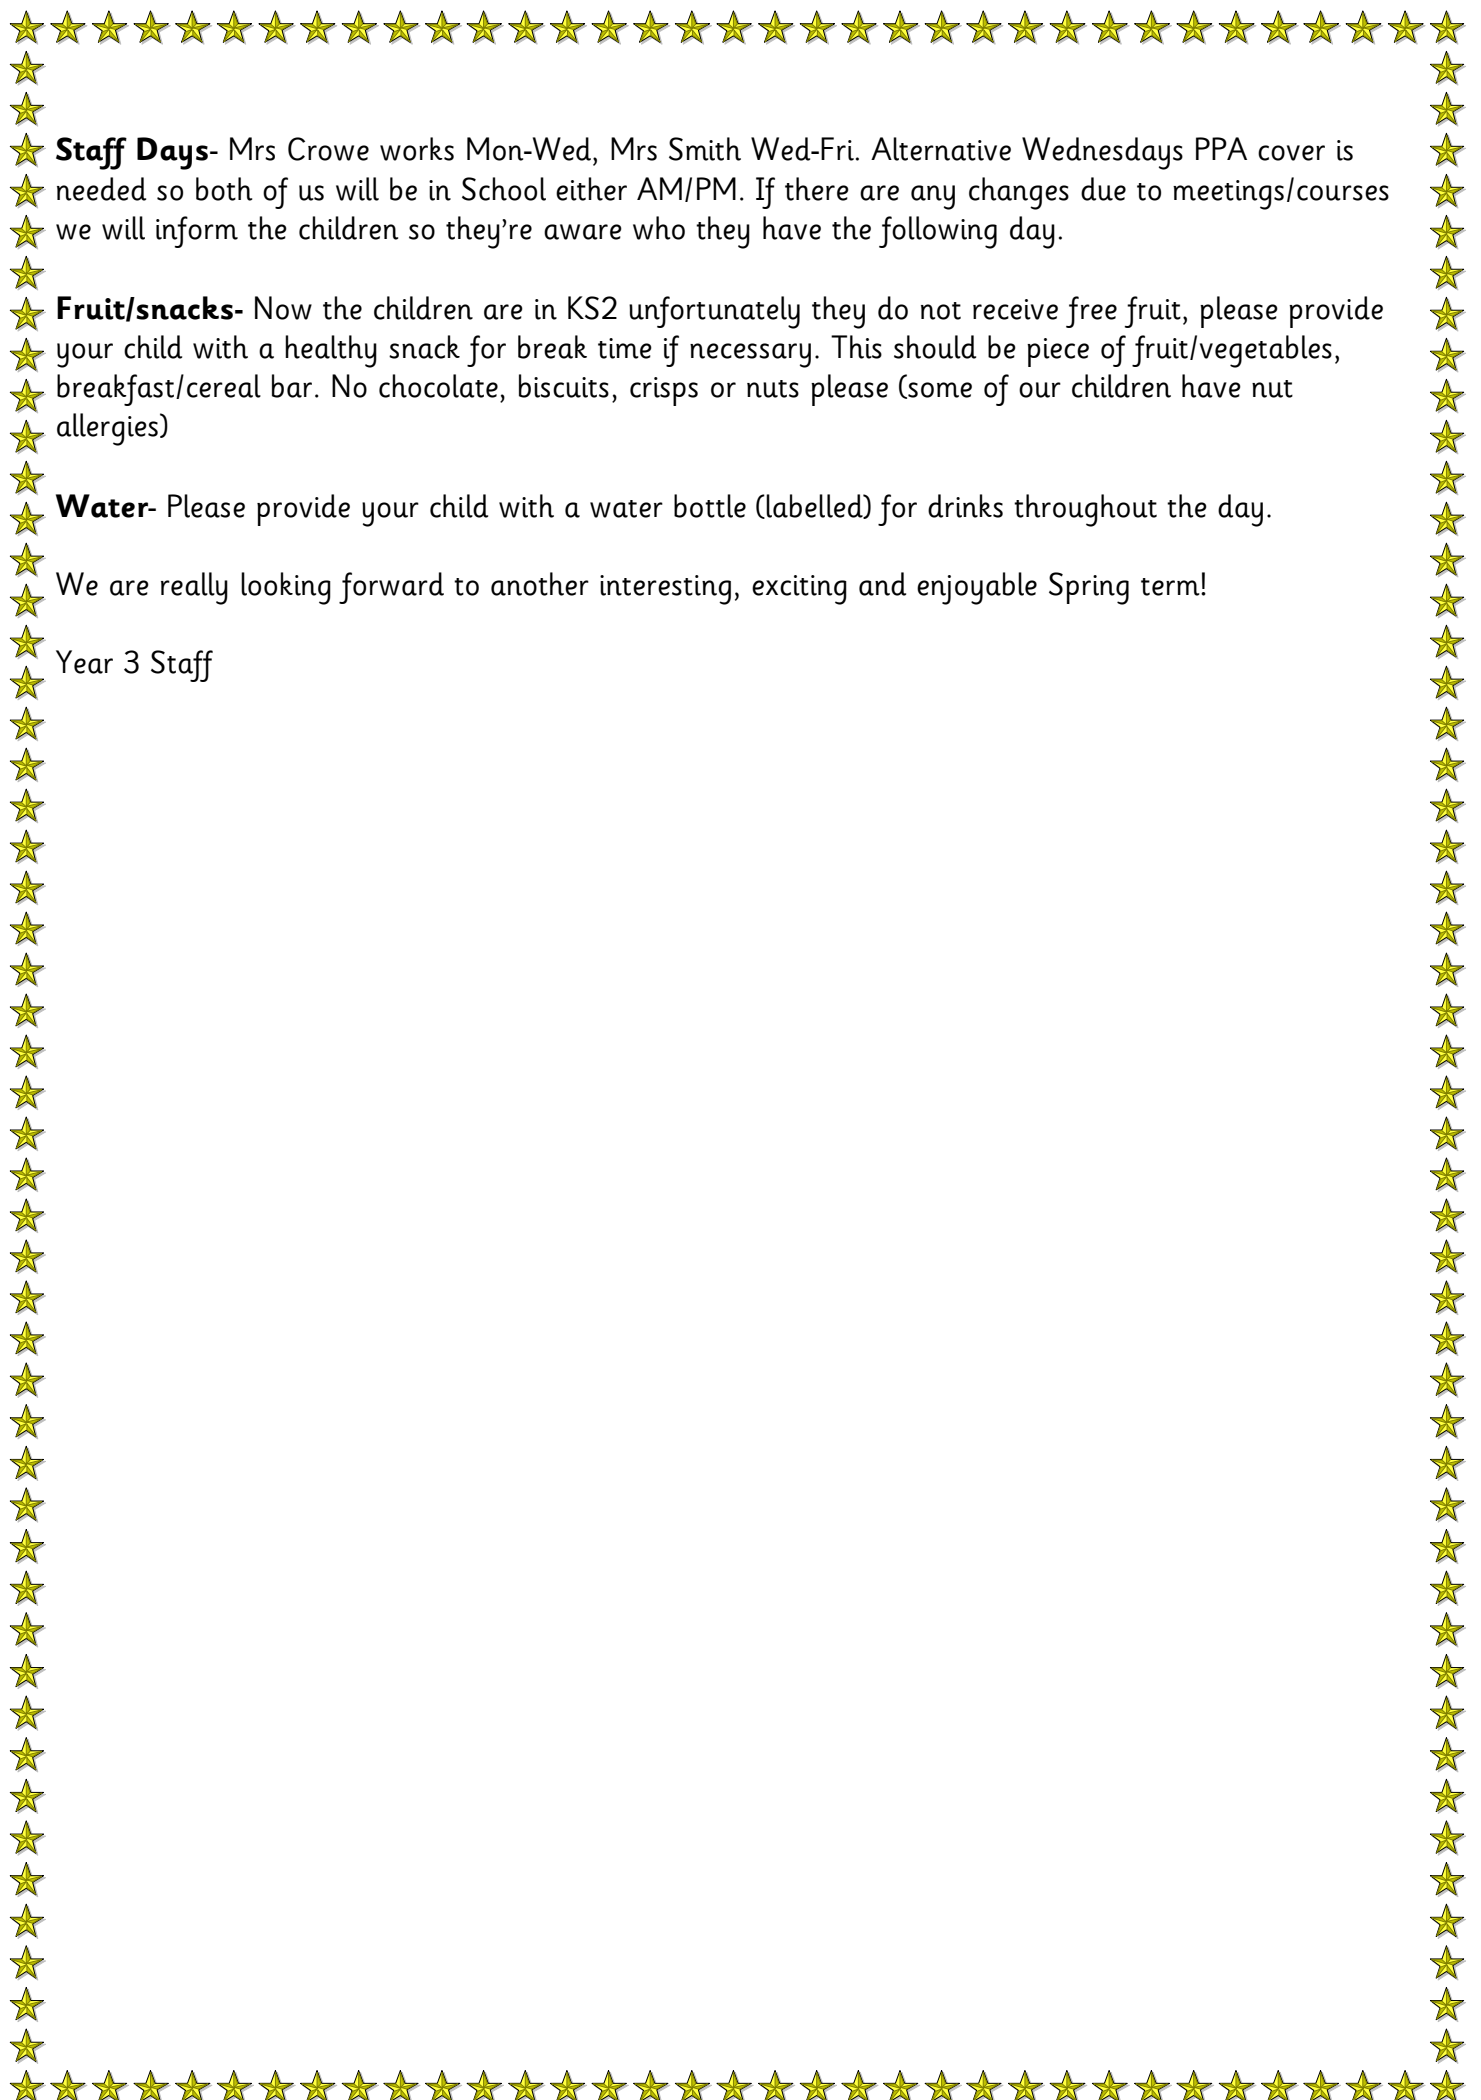 Staff Days- Mrs Crowe works Mon-Wed, Mrs Smith Wed-Fri. Alternative Wednesdays PPA cover is
needed so both of us will be in School either AM/PM. If there are any changes due to meetings/courses
we will inform the children so they’re aware who they have the following day.
Fruit/snacks- Now the children are in KS2 unfortunately they do not receive free fruit, please provide
your child with a healthy snack for break time if necessary. This should be piece of fruit/vegetables,
breakfast/cereal bar. No chocolate, biscuits, crisps or nuts please (some of our children have nut
allergies)
Water- Please provide your child with a water bottle (labelled) for drinks throughout the day.
We are really looking forward to another interesting, exciting and enjoyable Spring term!
Year 3 Staff